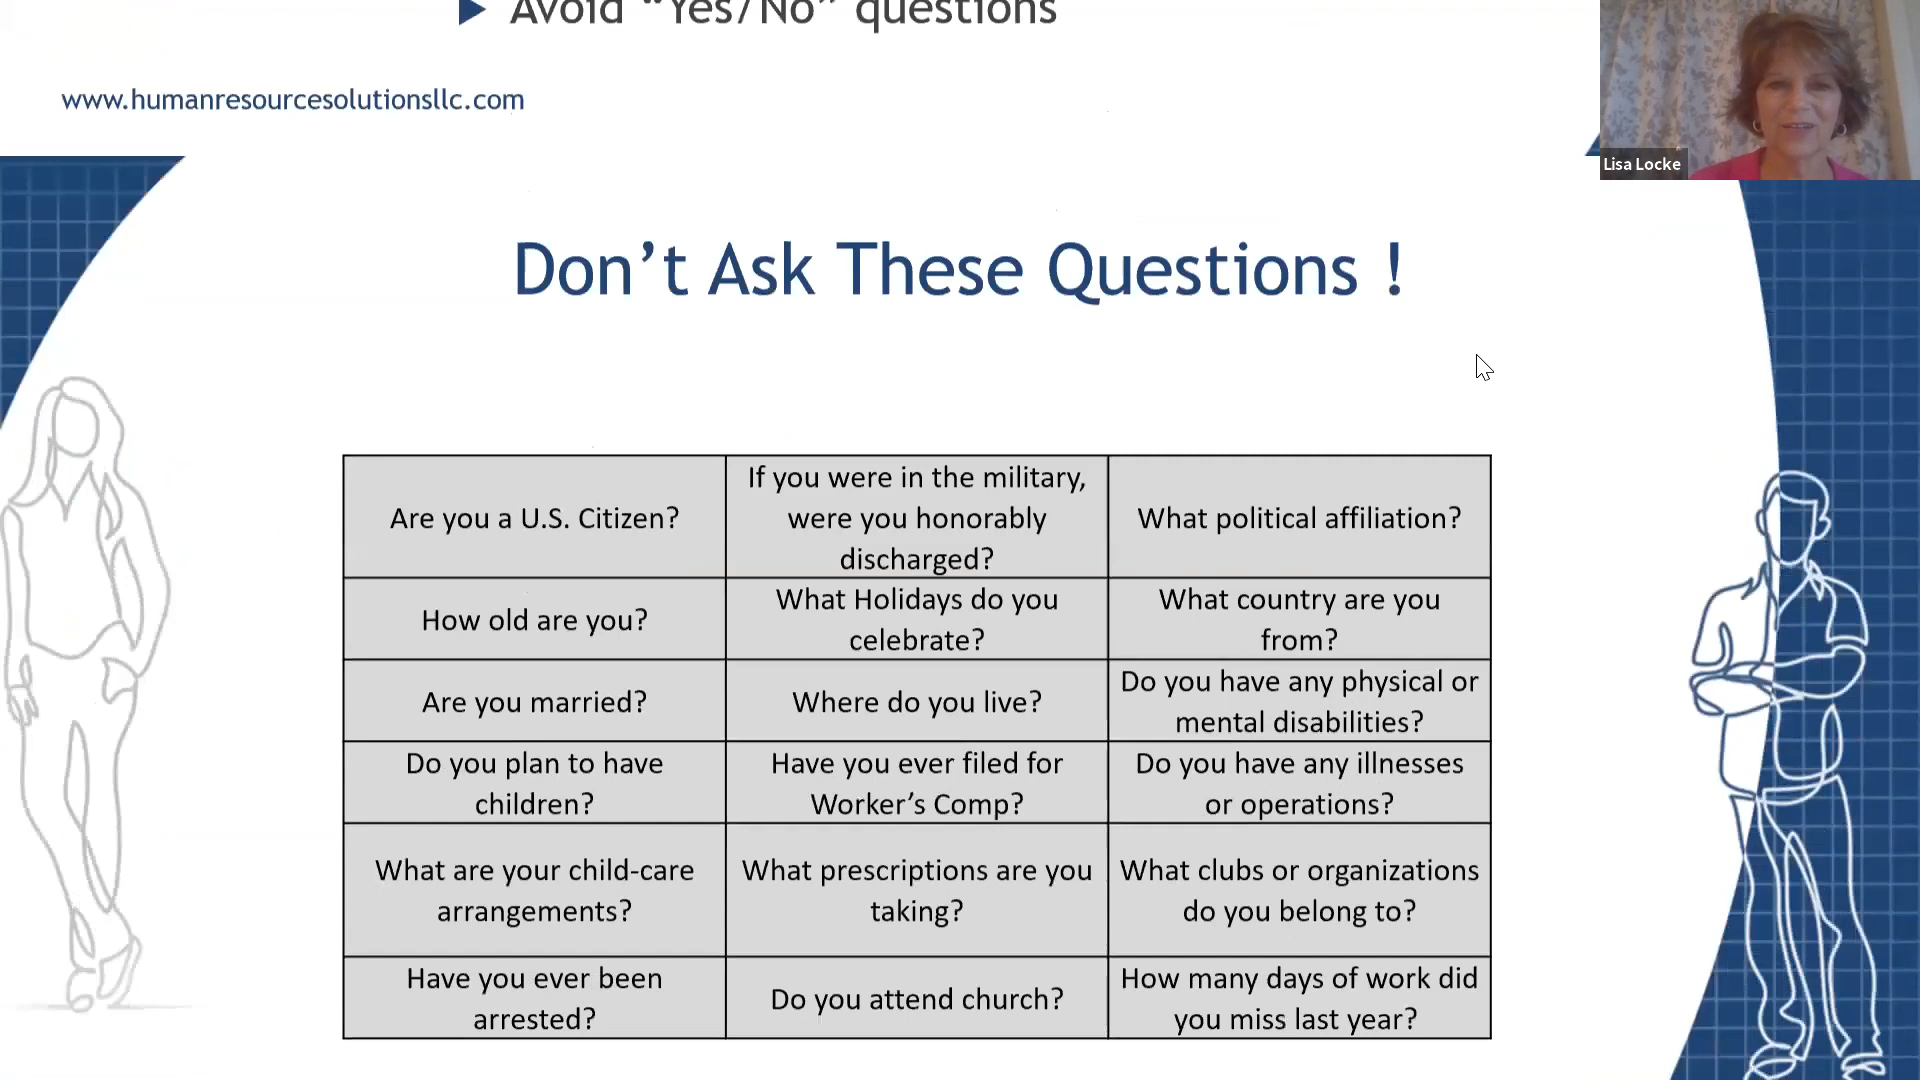 Avoid “Yes/No” questions
www.humanresourcesolutionsllc.com
Lisa Locke
Don’t Ask These Questions !
Are you a U.S. Citizen?
If you were in the military,
were you honorably
discharged?
What political affiliation?
How old are you?
What Holidays do you
celebrate?
What country are you
from?
Are you married?
Where do you live?
Do you have any physical or
mental disabilities?
Do you plan to have
children?
Have you ever filed for
Worker’s Comp?
Do you have any illnesses
or operations?
What are your child-care
arrangements?
What prescriptions are you
taking?
What clubs or organizations
do you belong to?
Have you ever been
arrested?
Do you attend church?
How many days of work did
you miss last year?